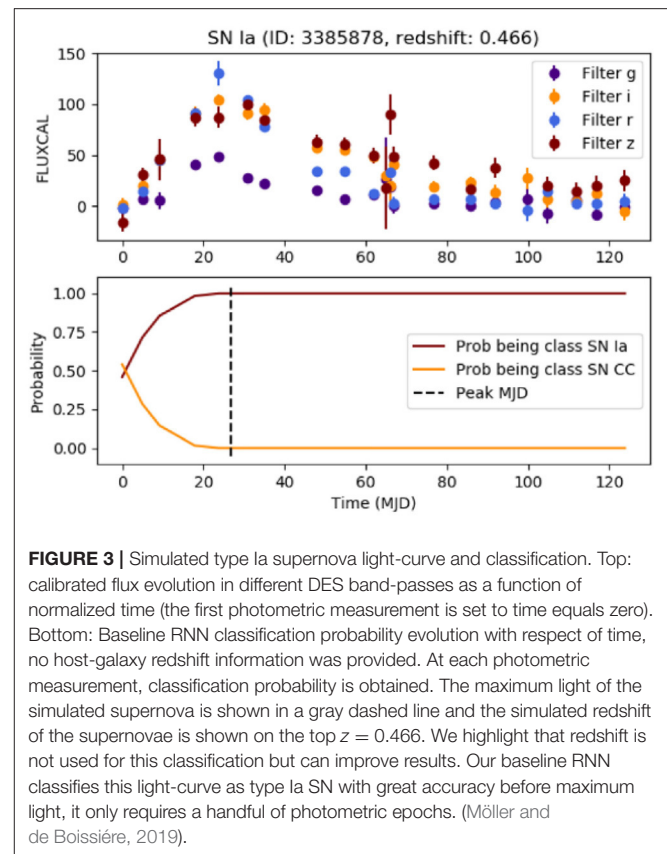 SN Ia (ID: 3385878, redshift: 0.466)
150
100
50
0
FLUXCAL
Filter g
Filter i
Filter r
Filter z
0 20 40 60 80 100 120
1.00
0.75
0.50
0.25
0.00
Probability
Prob being class SN Ia
Prob being class SN CC
Peak MJD
0 20 40 60 80 100 120
Time (MJD)
FIGURE 3 | Simulated type Ia supernova light-curve and classification. Top:
calibrated flux evolution in different DES band-passes as a function of
normalized time (the first photometric measurement is set to time equals zero).
Bottom: Baseline RNN classification probability evolution with respect of time,
no host-galaxy redshift information was provided. At each photometric
measurement, classification probability is obtained. The maximum light of the
simulated supernova is shown in a gray dashed line and the simulated redshift
of the supernovae is shown on the top z = 0.466. We highlight that redshift is
not used for this classification but can improve results. Our baseline RNN
classifies this light-curve as type Ia SN with great accuracy before maximum
light, it only requires a handful of photometric epochs. (Möller and
de Boissiére, 2019).